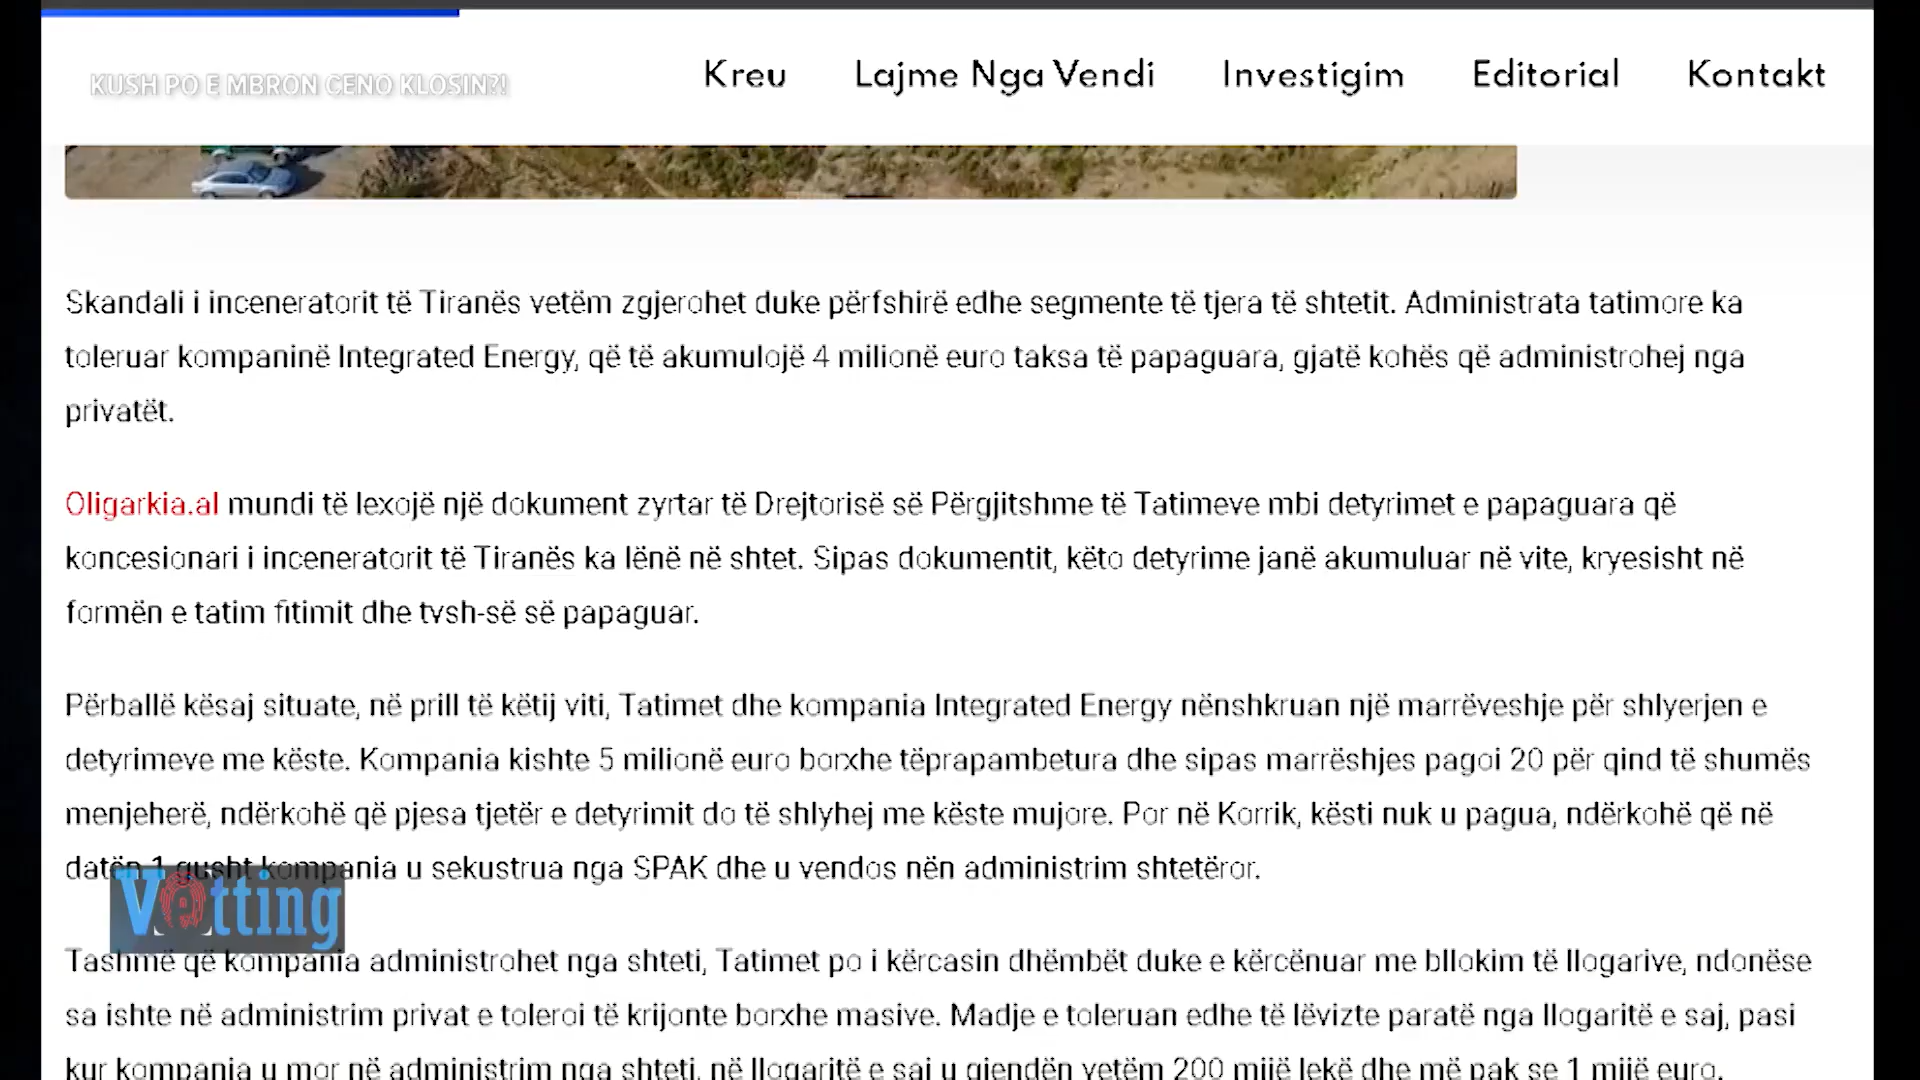 KUSH PO E MBRON CENO KLOSIN?!
Kreu Lajme Nga Vendi Investigim Editorial Kontakt
Skandali i inceneratorit të Tiranës vetëm zgjerohet duke përfshirë edhe segmente të tjera të shtetit. Administrata tatimore ka
toleruar kompaninë Integrated Energy, që të akumulojë 4 milionë euro taksa të papaguara, gjatë kohës që administrohej nga
privatët.
Oligarkia.al mundi të lexojë një dokument zyrtar të Drejtorisë së Përgjitshme të Tatimeve mbi detyrimet e papaguara që
koncesionari i inceneratorit të Tiranës ka lënë në shtet. Sipas dokumentit, këto detyrime janë akumuluar në vite, kryesisht në
formën e tatim fitimit dhe tvsh-së së papaguar.
Përballë kësaj situate, në prill të këtij viti, Tatimet dhe kompania Integrated Energy nënshkruan një marrëveshje për shlyerjen e
detyrimeve me këste. Kompania kishte 5 milionë euro borxhe tëprapambetura dhe sipas marrëshjes pagoi 20 për qind të shumës
menjeherë, ndërkohë që pjesa tjetër e detyrimit do të shlyhej me këste mujore. Por në Korrik, kësti nuk u pagua, ndërkohë që në
datën 1 gusht kompania u sekustrua nga SPAK dhe u vendos nën administrim shtetëror.
Vetting
Tashmë që kompania administrohet nga shteti, Tatimet po i kërcasin dhëmbët duke e kërcënuar me bllokim të llogarive, ndonëse
sa ishte në administrim privat e toleroi të krijonte borxhe masive. Madje e toleruan edhe të lëvizte paratë nga llogaritë e saj, pasi
kur kompania u mor në administrim nga shteti, në llogaritë e saj u gjendën vetëm 200 mijë lekë dhe më pak se 1 mijë euro.